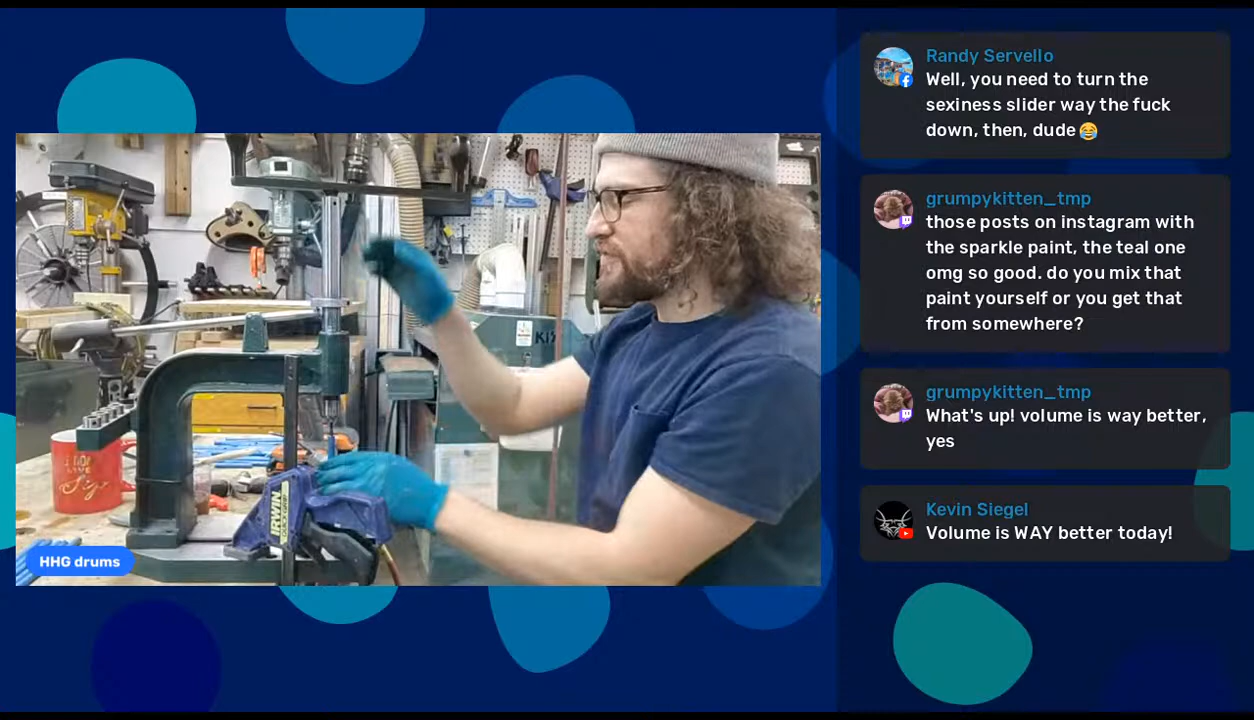 Randy Servello
Well, you need to turn the
sexiness slider way the fuck
down, then, dude😂
grumpykitten_tmp
those posts on instagram with
the sparkle paint, the teal one
omg so good. do you mix that
paint yourself or you get that
from somewhere?
grumpykitten_tmp
What's up! volume is way better,
yes
Kevin Siegel
Volume is WAY better today!
IRWIN
HHG drums